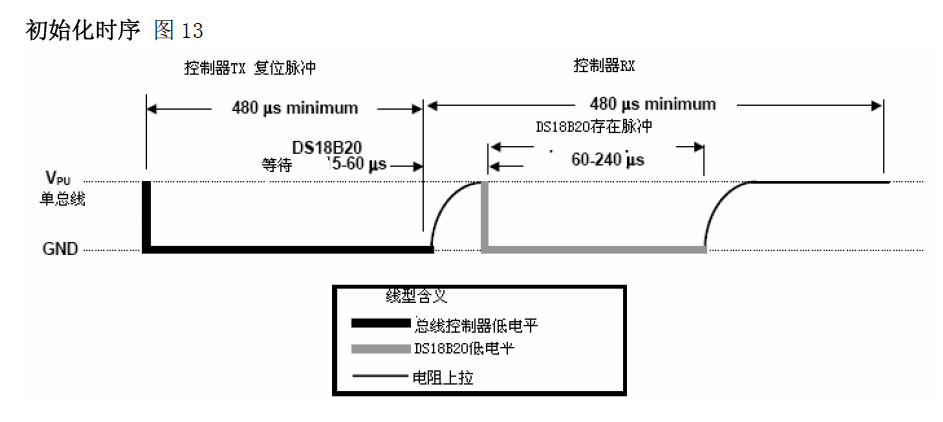 初始化时序 图 13
控制器TX 复位脉冲
控制器RX
480 µs minimum
480 µs minimum
DS18B20存在脉冲
DS18B20
等待 5-60 µs
60-240 µs
VPU
单总线
GND
线型含义
总线控制器低电平
DS18B20低电平
电阻上拉